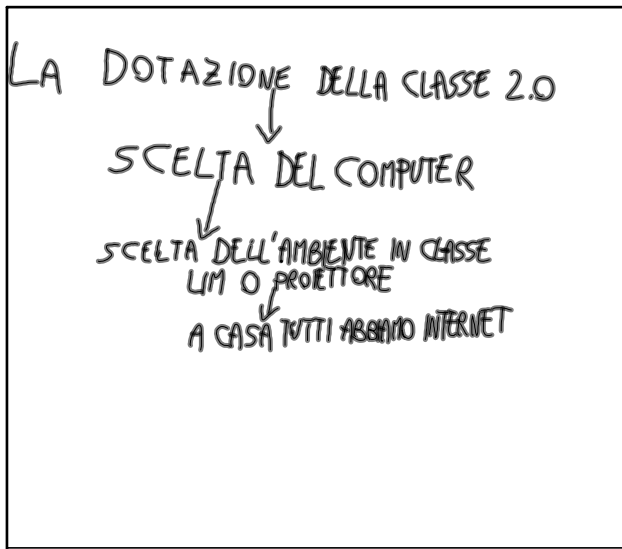 LA DOTAZIONE DELLA CLASSE 2.0
SCELTA DEL COMPUTER
SCELTA DELL'AMBIENTE IN CLASSE
LIM O PROIETTORE
A CASA TUTTI ABBIAMO INTERNET